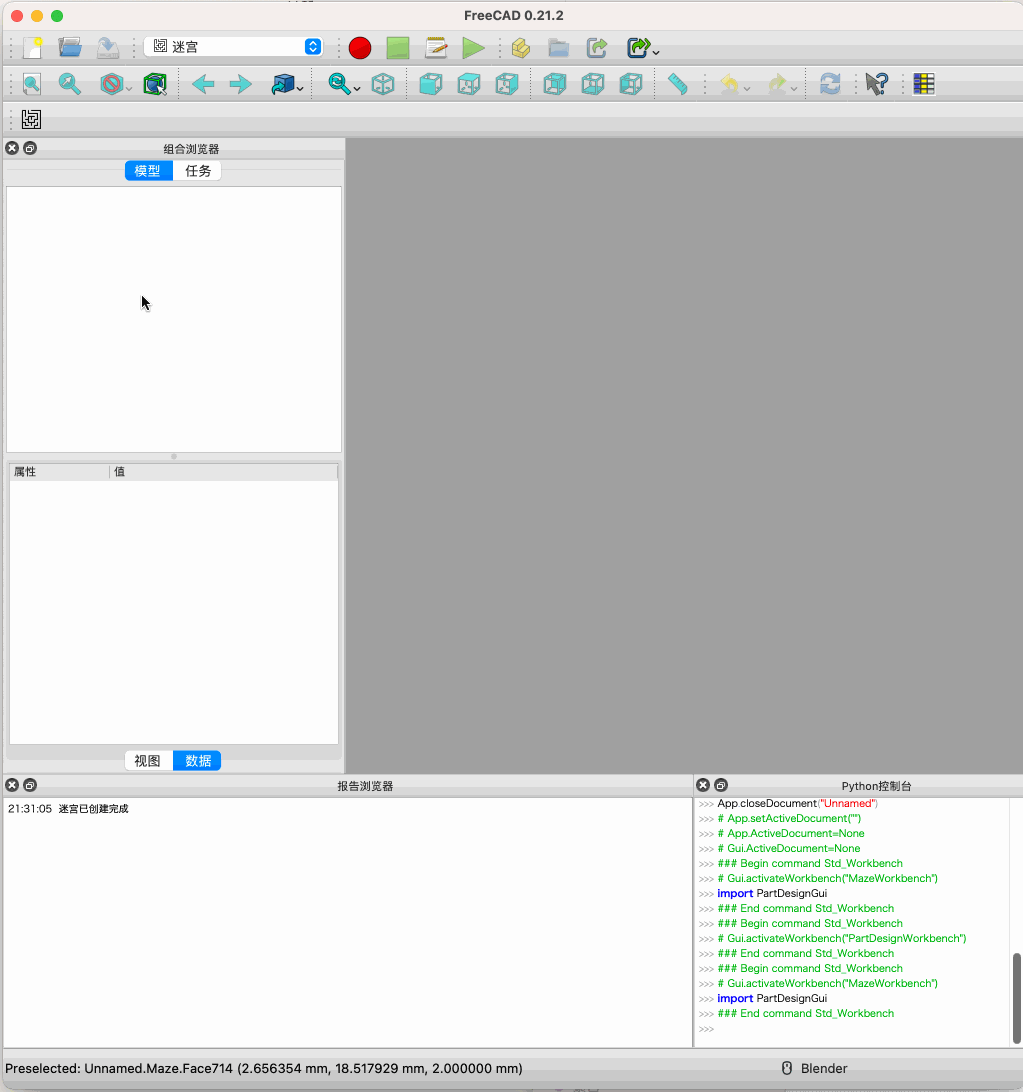 FreeCAD 0.21.2
迷宫
组合浏览器
模型 任务
属性 值
视图 数据
报告浏览器
21:31:05 迷宫已创建完成
Python控制台
>>> App.closeDocument("Unnamed")
>>> # App.setActiveDocument("")
>>> # App.ActiveDocument=None
>>> # Gui.ActiveDocument=None
>>> ### Begin command Std_Workbench
>>> # Gui.activateWorkbench("MazeWorkbench")
>>> import PartDesignGui
>>> ### End command Std_Workbench
>>> ### Begin command Std_Workbench
>>> # Gui.activateWorkbench("PartDesignWorkbench")
>>> ### End command Std_Workbench
>>> ### Begin command Std_Workbench
>>> # Gui.activateWorkbench("MazeWorkbench")
>>> import PartDesignGui
>>> ### End command Std_Workbench
>>>
Preselected: Unnamed.Maze.Face714 (2.656354 mm, 18.517929 mm, 2.000000 mm)
Blender